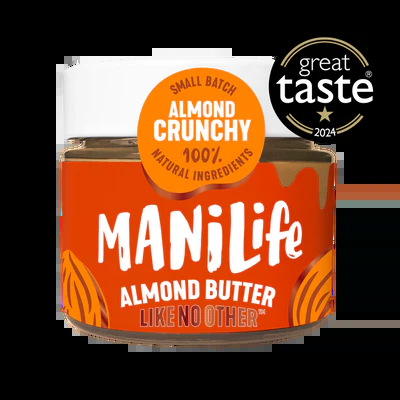 great
taste®
2024
SMALL BATCH
ALMOND
CRUNCHY
100%
NATURAL INGREDIENTS
MANiLife
ALMOND BUTTER
LIKE NO OTHER™